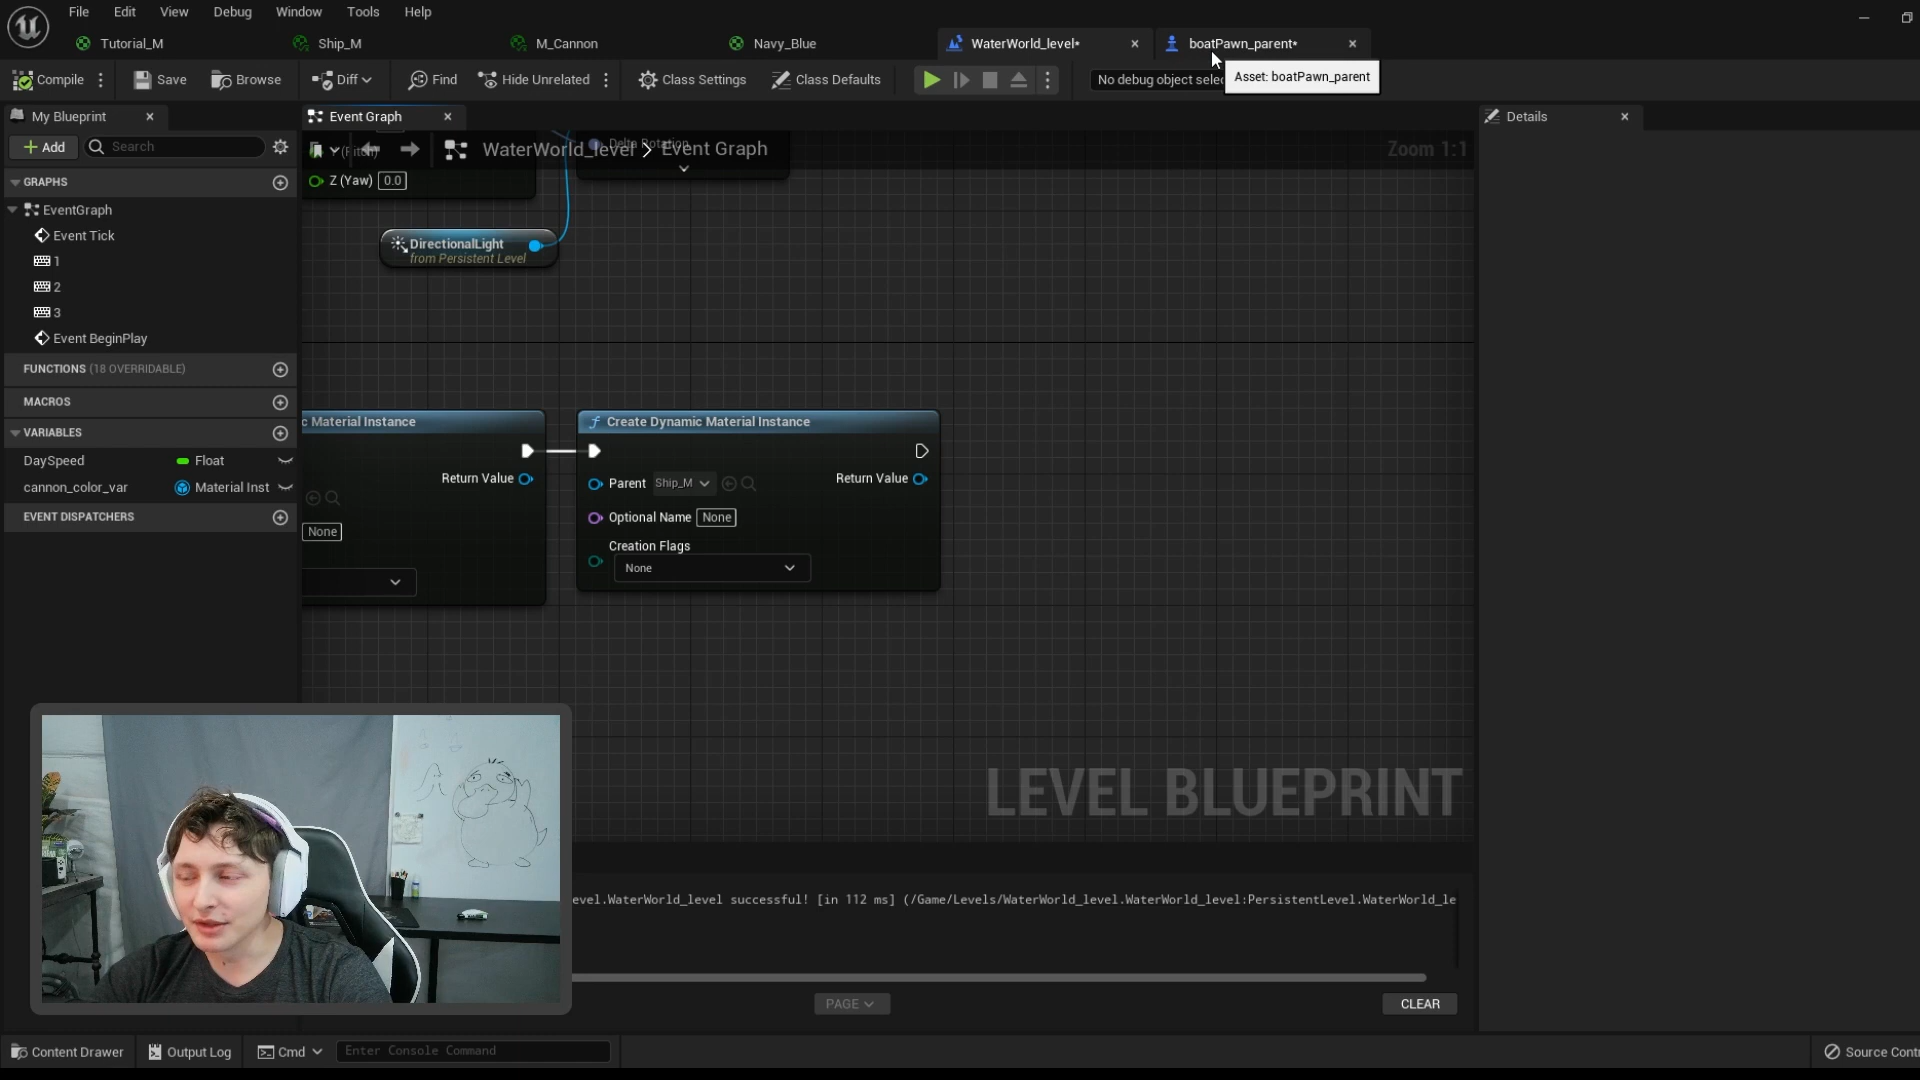 File Edit View Debug Window Tools Help
Tutorial_M Ship_M M_Cannon Navy_Blue WaterWorld_level* boatPawn_parent*
Compile Save Browse Diff Find Hide Unrelated Class Settings Class Defaults No debug object selec
Asset: boatPawn_parent
My Blueprint
Event Graph
Details
Add Search
WaterWorld_level > Event Graph
Delta Rotation
Zoom 1:1
Y (Pitch)
GRAPHS
Z (Yaw) 0.0
EventGraph
Event Tick
1
2
3
Event BeginPlay
DirectionalLight
from Persistent Level
FUNCTIONS (18 OVERRIDABLE)
MACROS
VARIABLES
DaySpeed Float
cannon_color_var Material Inst
EVENT DISPATCHERS
c Material Instance
Return Value
None
Create Dynamic Material Instance
Parent Ship_M
Return Value
Optional Name None
Creation Flags
None
LEVEL BLUEPRINT
evel.WaterWorld_level successful! [in 112 ms] (/Game/Levels/WaterWorld_level.WaterWorld_level:PersistentLevel.WaterWorld_le
PAGE
CLEAR
Content Drawer Output Log Cmd Enter Console Command Source Contr